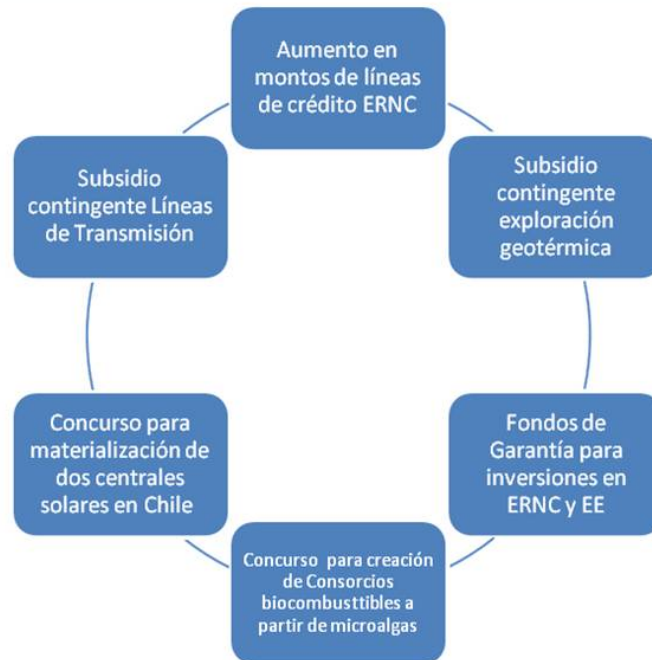 Aumento en
montos de líneas
de crédito ERNC
Subsidio
contingente
exploración
geotérmica
Fondos de
Garantía para
inversiones en
ERNC y EE
Concurso para creación
de Consorcios
biocombusttibles a
partir de microalgas
Concurso para
materialización de
dos centrales
solares en Chile
Subsidio
contingente Líneas
de Transmisión